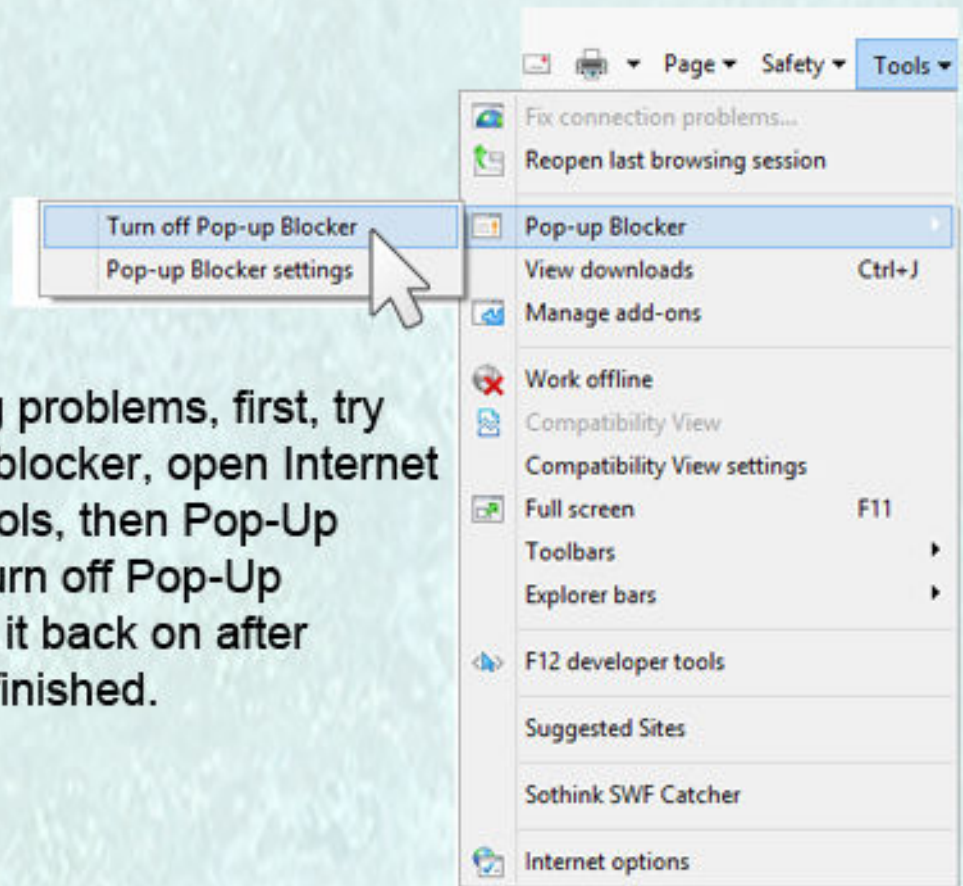 Page Safety Tools
Fix connection problems...
Reopen last browsing session
Turn off Pop-up Blocker
Pop-up Blocker settings
Pop-up Blocker
View downloads Ctrl+J
Manage add-ons
Work offline
Compatibility View
Compatibility View settings
Full screen F11
Toolbars
Explorer bars
F12 developer tools
Suggested Sites
Sothink SWF Catcher
Internet options
problems, first, try
blocker, open Internet
then Pop-Up
off Pop-Up
it back on after